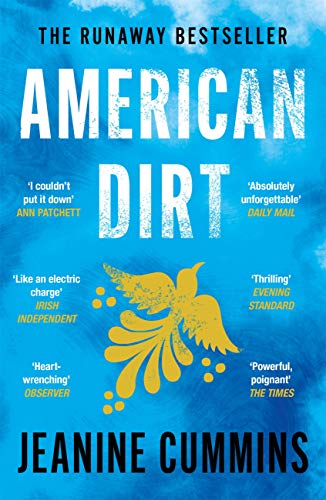 THE RUNAWAY BESTSELLER
AMERICAN
DIRT
‘I couldn’t
put it down’
ANN PATCHETT
‘Absolutely
unforgettable’
DAILY MAIL
‘Like an electric
charge’
IRISH
INDEPENDENT
‘Thrilling’
EVENING
STANDARD
‘Heart-
wrenching’
OBSERVER
‘Powerful,
poignant’
THE TIMES
JEANINE CUMMINS